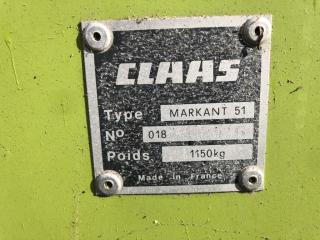 CLAAS
Type MARKANT 51
No 018
Poids 1150kg
Made in France